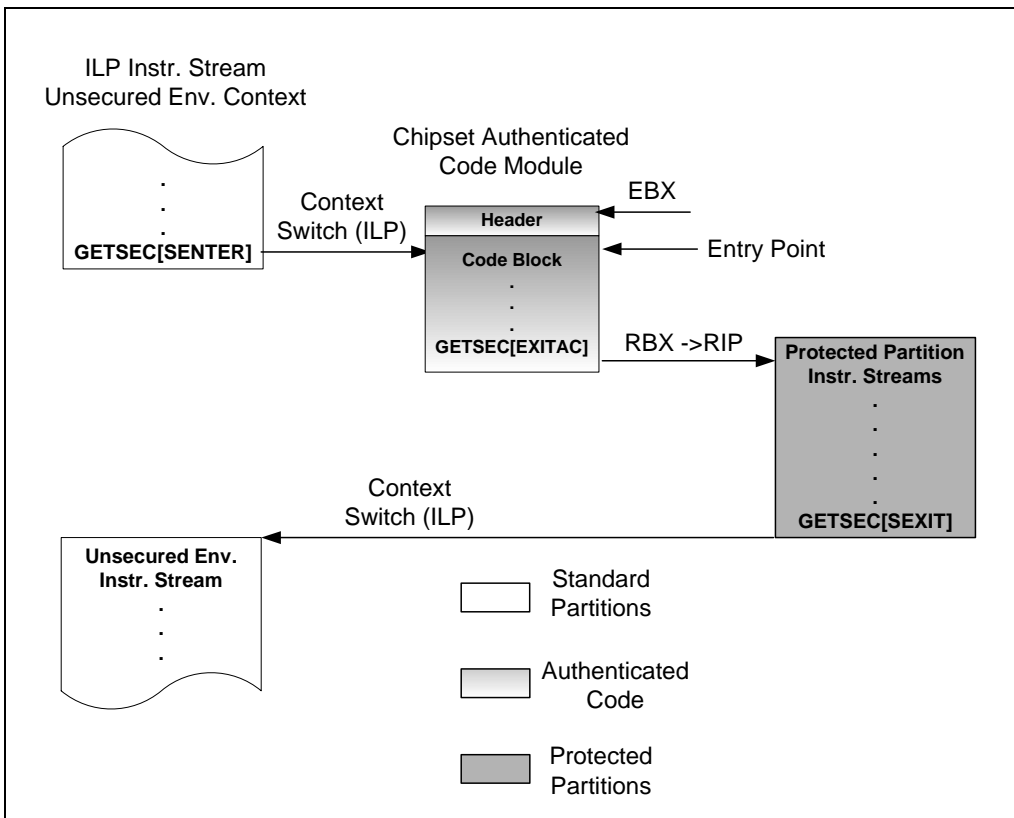 ILP Instr. Stream
Unsecured Env. Context
.
.
.
GETSEC[SENTER]
Context
Switch (ILP)
Chipset Authenticated
Code Module
Header
EBX
Code Block
.
.
.
GETSEC[EXITAC]
Entry Point
RBX ->RIP
Protected Partition
Instr. Streams
.
.
.
.
.
GETSEC[SEXIT]
Context
Switch (ILP)
Unsecured Env.
Instr. Stream
.
.
.
Standard
Partitions
Authenticated
Code
Protected
Partitions